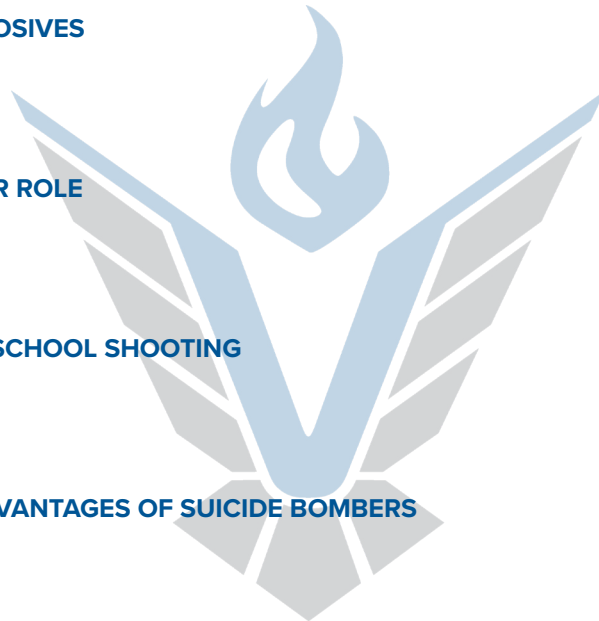 OSIVES
R ROLE
SCHOOL SHOOTING
VANTAGES OF SUICIDE BOMBERS